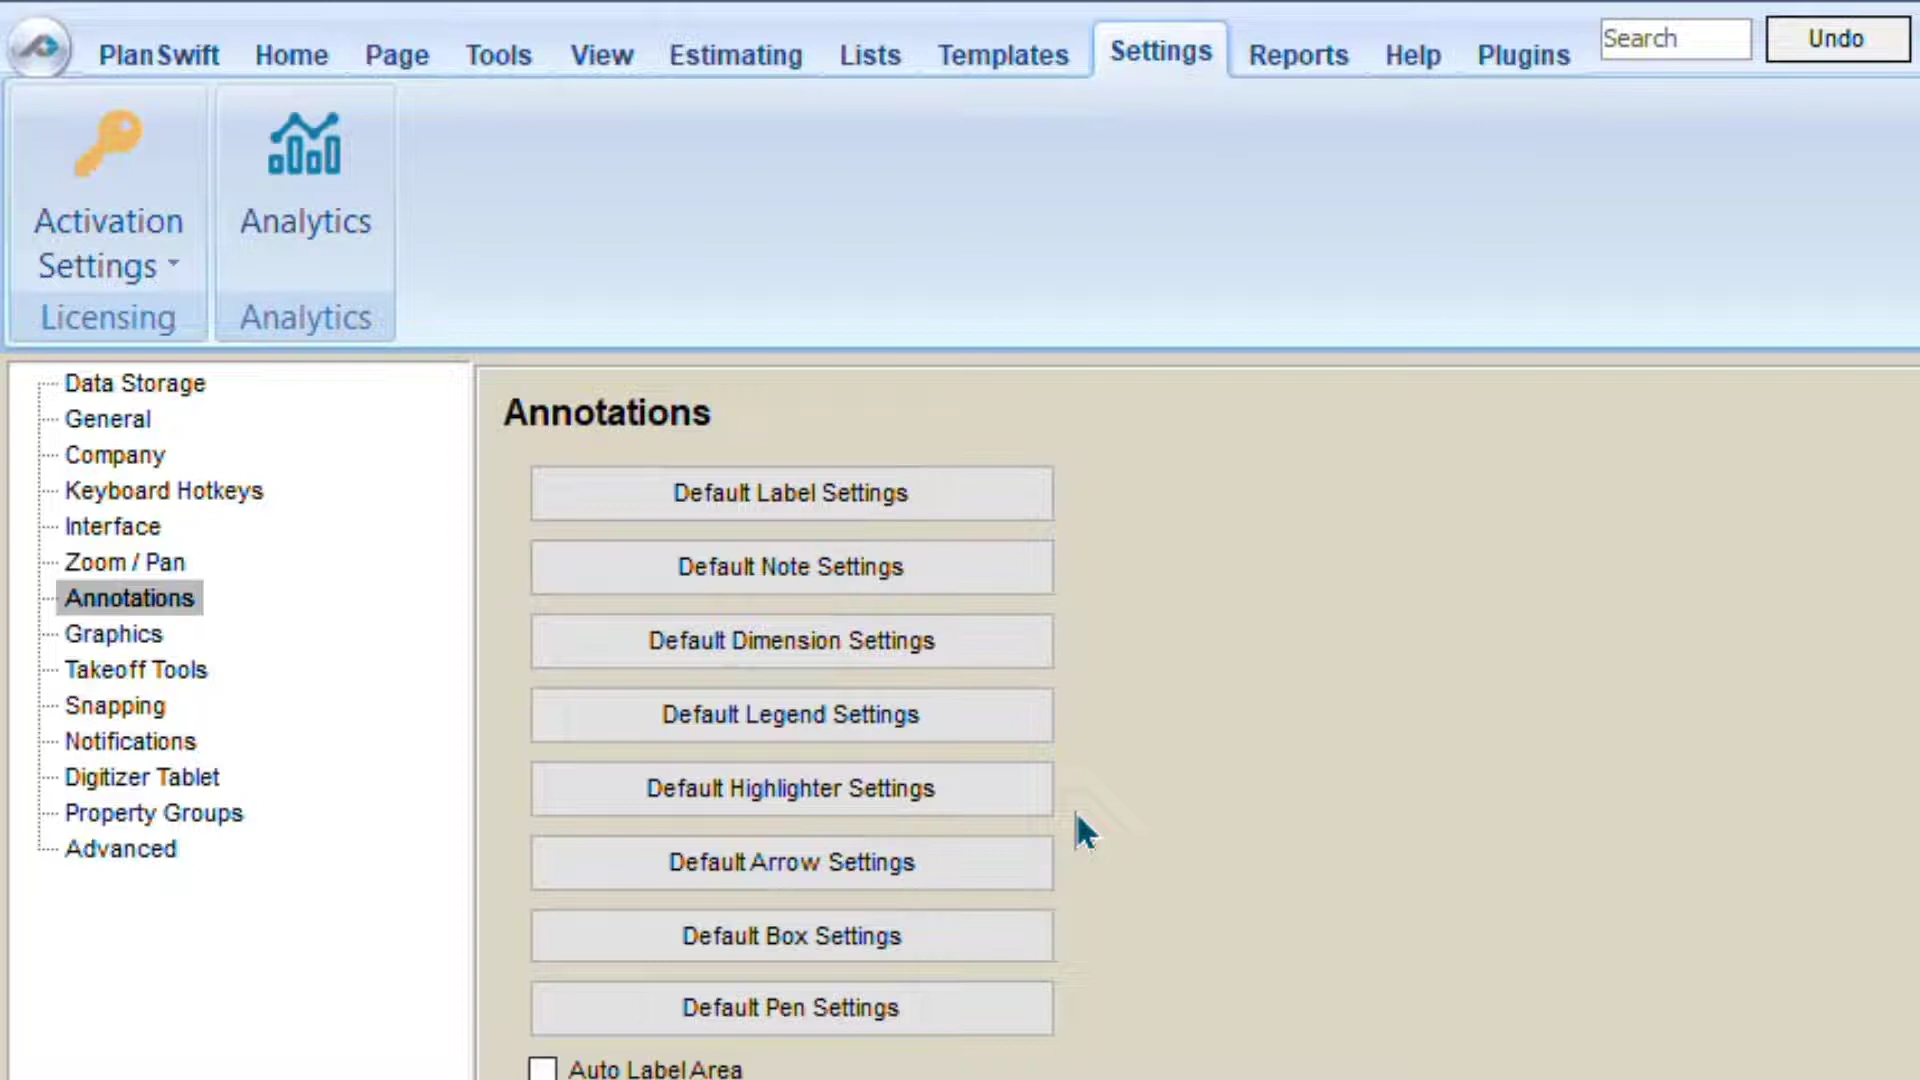 PlanSwift Home Page Tools View Estimating Lists Templates Settings Reports Help Plugins Search Undo
Activation
Settings
Licensing
Analytics
Analytics
Data Storage
General
Company
Keyboard Hotkeys
Interface
Zoom / Pan
Annotations
Graphics
Takeoff Tools
Snapping
Notifications
Digitizer Tablet
Property Groups
Advanced
Annotations
Default Label Settings
Default Note Settings
Default Dimension Settings
Default Legend Settings
Default Highlighter Settings
Default Arrow Settings
Default Box Settings
Default Pen Settings
Auto Label Area